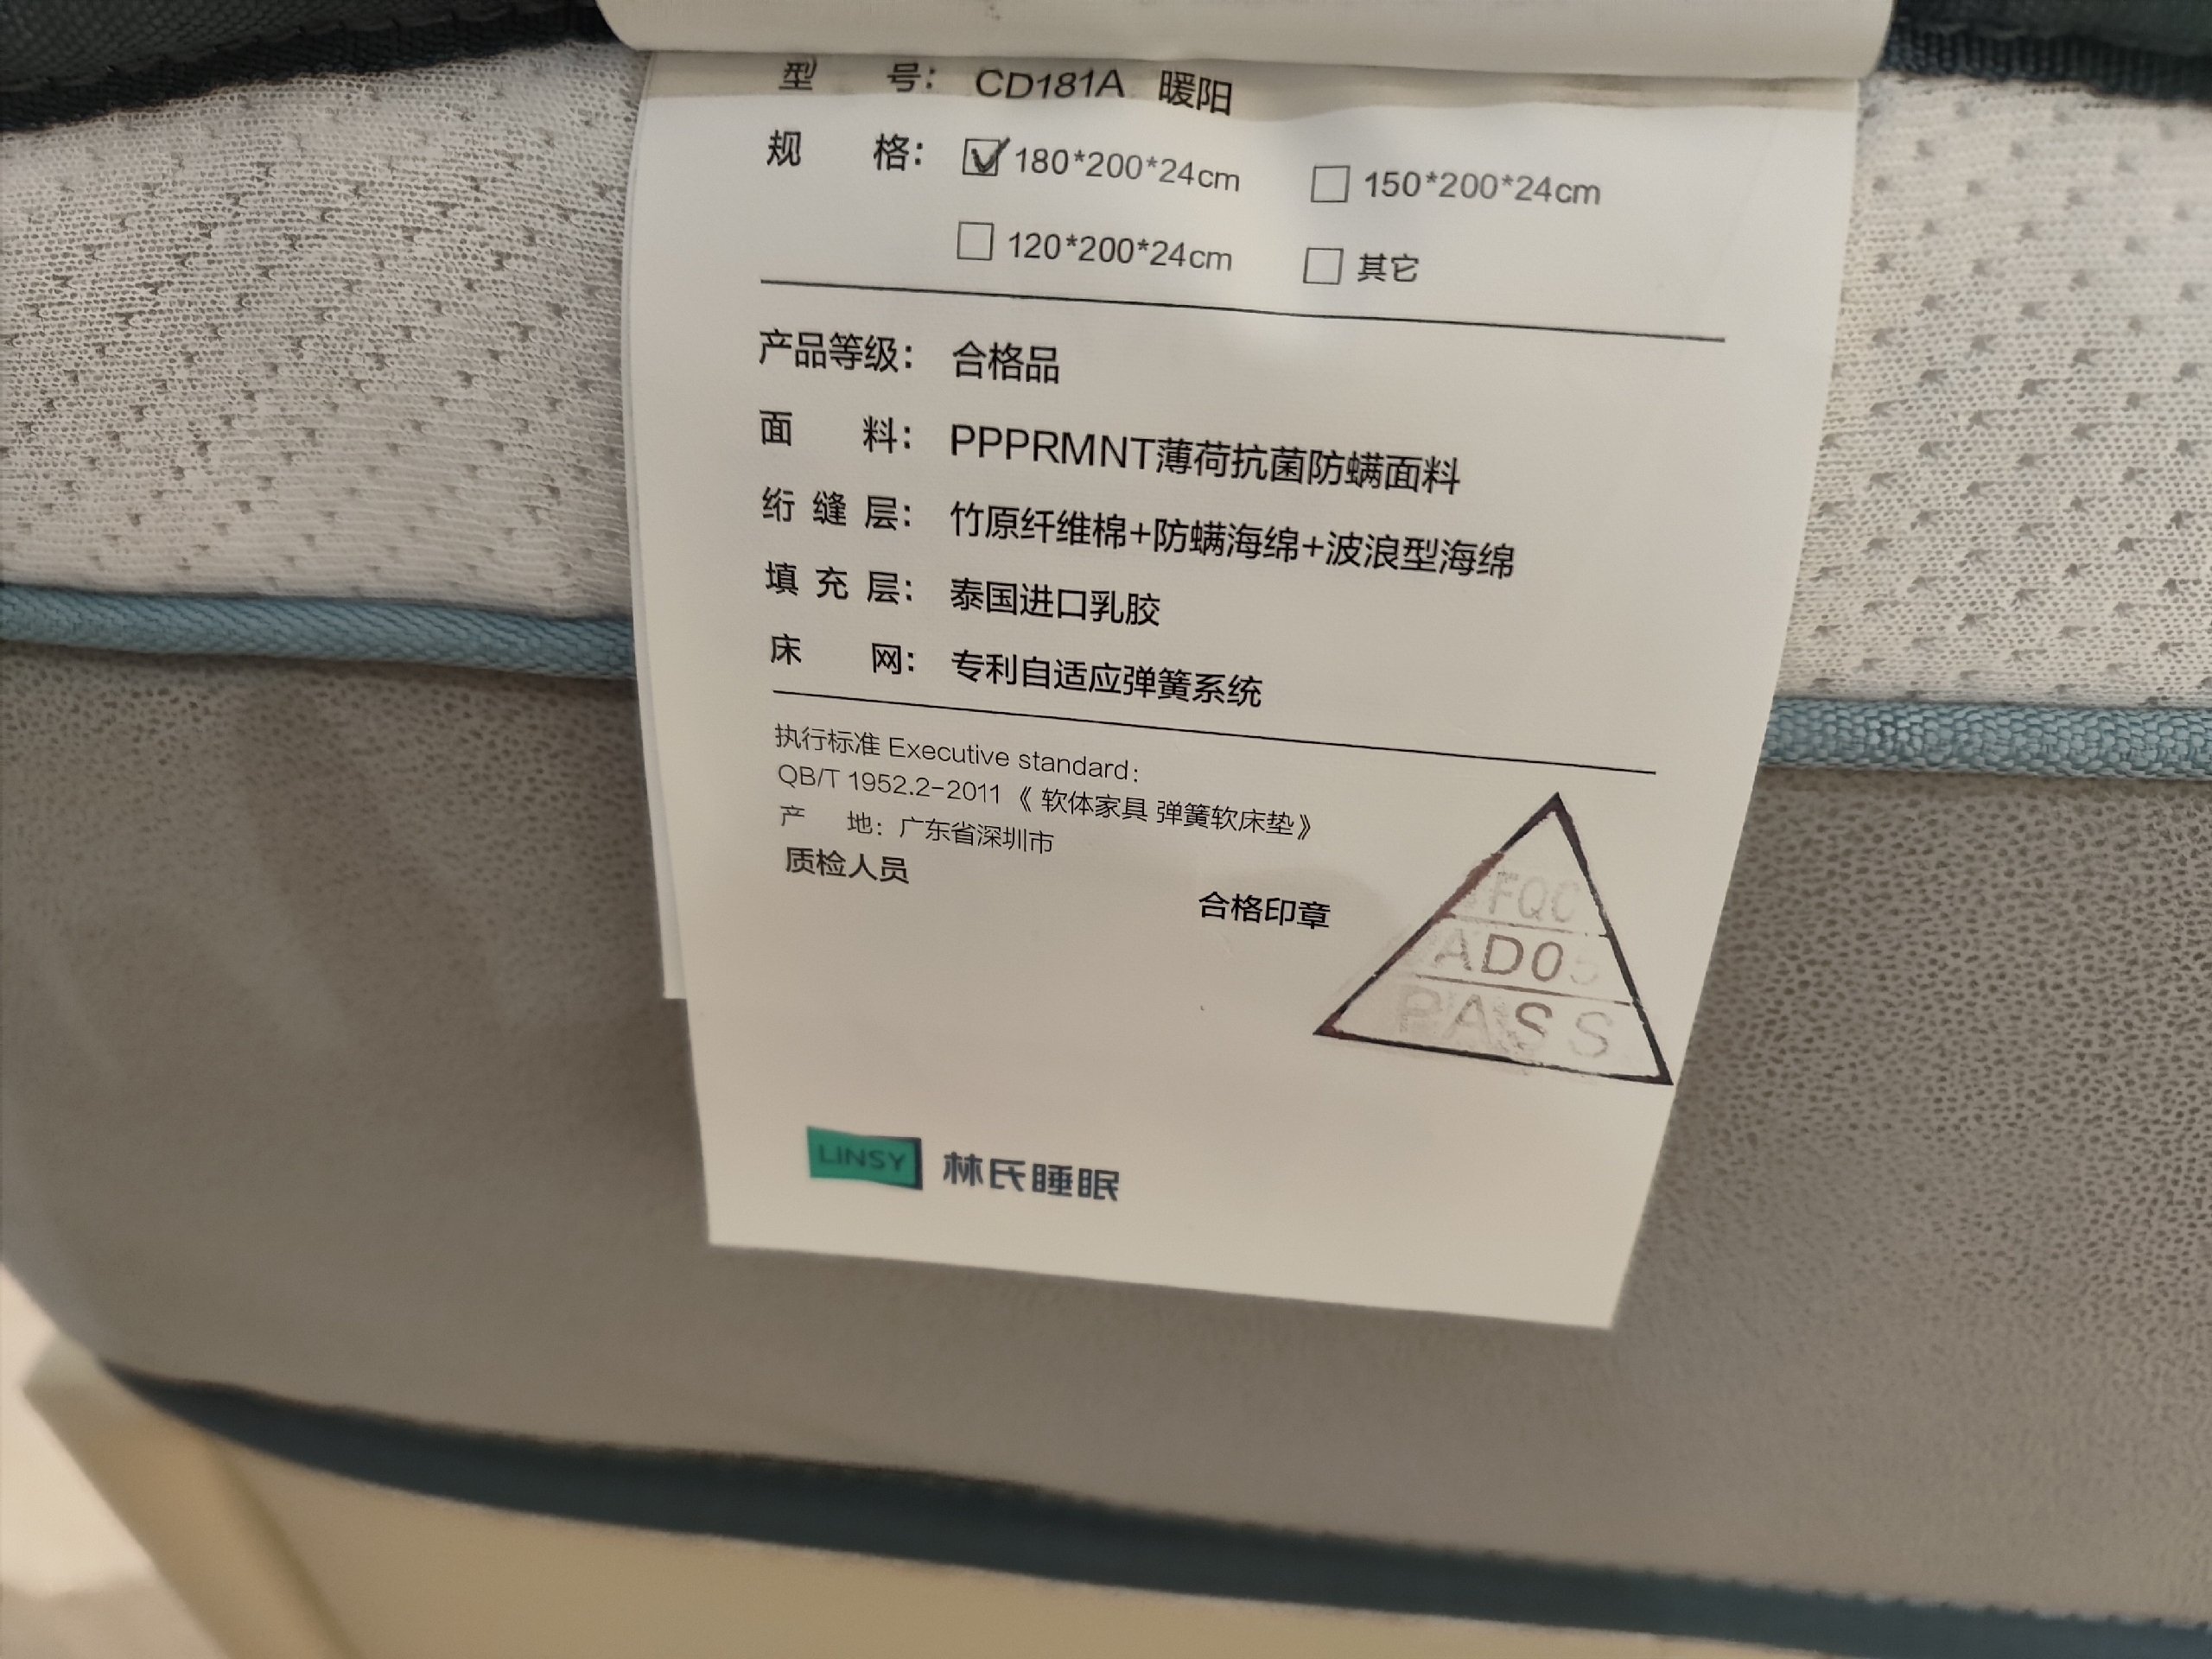 型 号: CD181A 暖阳
规 格: ☑ 180*200*24cm □ 150*200*24cm
□ 120*200*24cm □ 其它
产品等级: 合格品
面 料: PPPRMNT薄荷抗菌防螨面料
绗 缝 层: 竹原纤维棉+防螨海绵+波浪型海绵
填 充 层: 泰国进口乳胶
床 网: 专利自适应弹簧系统
执行标准 Executive standard:
QB/T 1952.2-2011《 软体家具 弹簧软床垫》
产 地: 广东省深圳市
质检人员
合格印章
FQC
AD05
PASS
LINSY 林氏睡眠